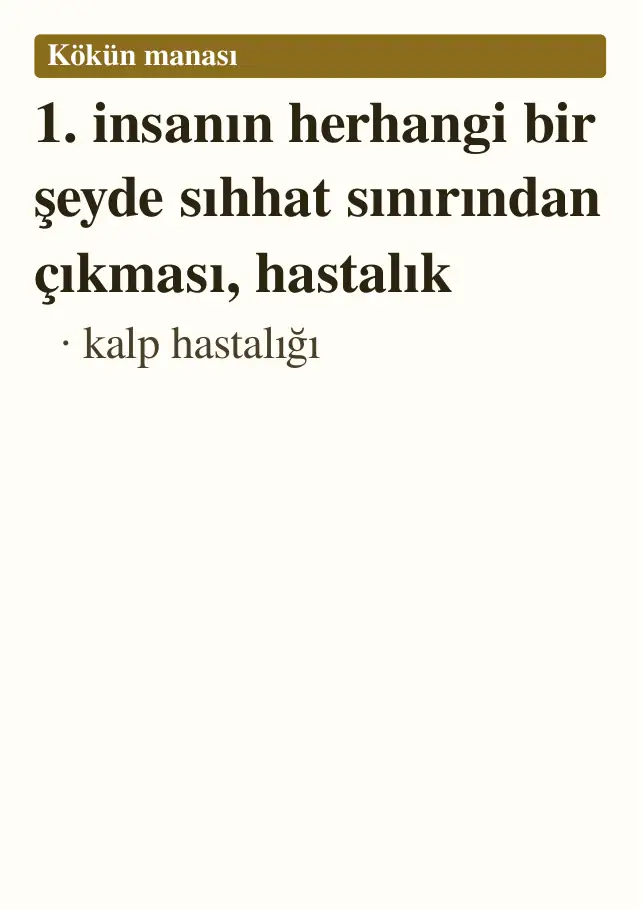 Kökün manası
1. insanın herhangi bir
şeyde sıhhat sınırından
çıkması, hastalık
· kalp hastalığı